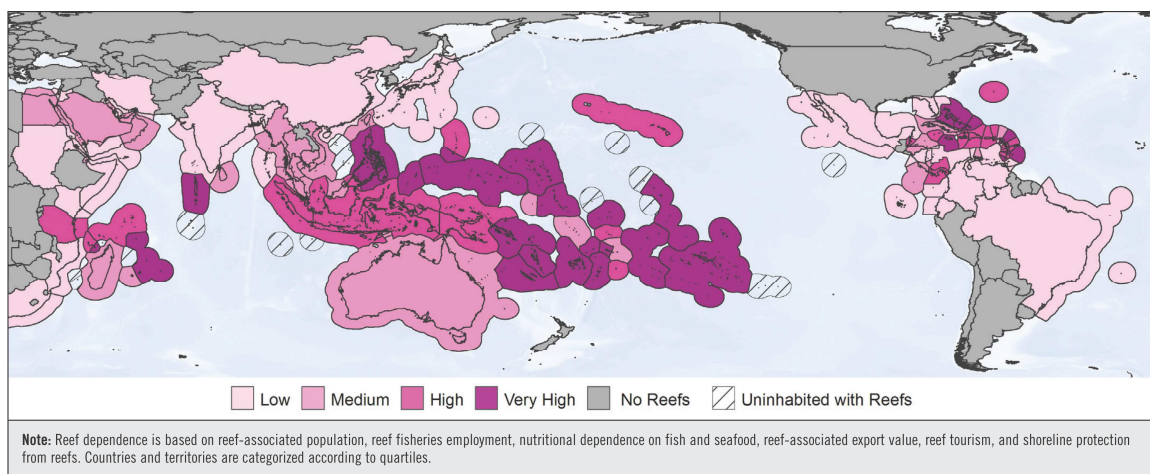 Low Medium High Very High No Reefs Uninhabited with Reefs
Note: Reef dependence is based on reef-associated population, reef fisheries employment, nutritional dependence on fish and seafood, reef-associated export value, reef tourism, and shoreline protection
from reefs. Countries and territories are categorized according to quartiles.